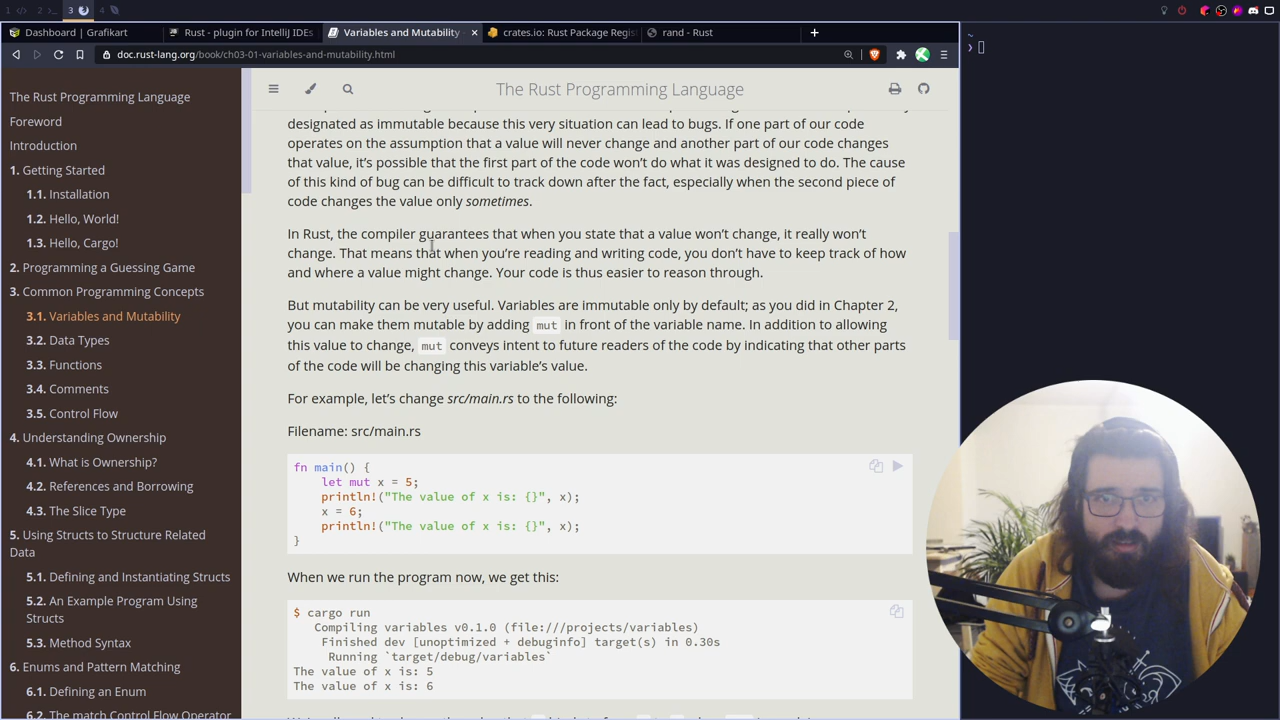 1
2
3
4
Dashboard | Grafikart
Rust - plugin for IntelliJ IDEs
Variables and Mutability -
crates.io: Rust Package Regis
rand - Rust
doc.rust-lang.org/book/ch03-01-variables-and-mutability.html
The Rust Programming Language
Foreword
Introduction
1. Getting Started
1.1. Installation
1.2. Hello, World!
1.3. Hello, Cargo!
2. Programming a Guessing Game
3. Common Programming Concepts
3.1. Variables and Mutability
3.2. Data Types
3.3. Functions
3.4. Comments
3.5. Control Flow
4. Understanding Ownership
4.1. What is Ownership?
4.2. References and Borrowing
4.3. The Slice Type
5. Using Structs to Structure Related
Data
5.1. Defining and Instantiating Structs
5.2. An Example Program Using
Structs
5.3. Method Syntax
6. Enums and Pattern Matching
6.1. Defining an Enum
6.2. The match Control Flow Operator
The Rust Programming Language
designated as immutable because this very situation can lead to bugs. If one part of our code
operates on the assumption that a value will never change and another part of our code changes
that value, it's possible that the first part of the code won't do what it was designed to do. The cause
of this kind of bug can be difficult to track down after the fact, especially when the second piece of
code changes the value only sometimes.
In Rust, the compiler guarantees that when you state that a value won't change, it really won't
change. That means that when you're reading and writing code, you don't have to keep track of how
and where a value might change. Your code is thus easier to reason through.
But mutability can be very useful. Variables are immutable only by default; as you did in Chapter 2,
you can make them mutable by adding mut in front of the variable name. In addition to allowing
this value to change, mut conveys intent to future readers of the code by indicating that other parts
of the code will be changing this variable's value.
For example, let's change src/main.rs to the following:
Filename: src/main.rs
fn main() {
    let mut x = 5;
    println!("The value of x is: {}", x);
    x = 6;
    println!("The value of x is: {}", x);
}
When we run the program now, we get this:
$ cargo run
   Compiling variables v0.1.0 (file:///projects/variables)
    Finished dev [unoptimized + debuginfo] target(s) in 0.30s
     Running `target/debug/variables`
The value of x is: 5
The value of x is: 6
~
❯